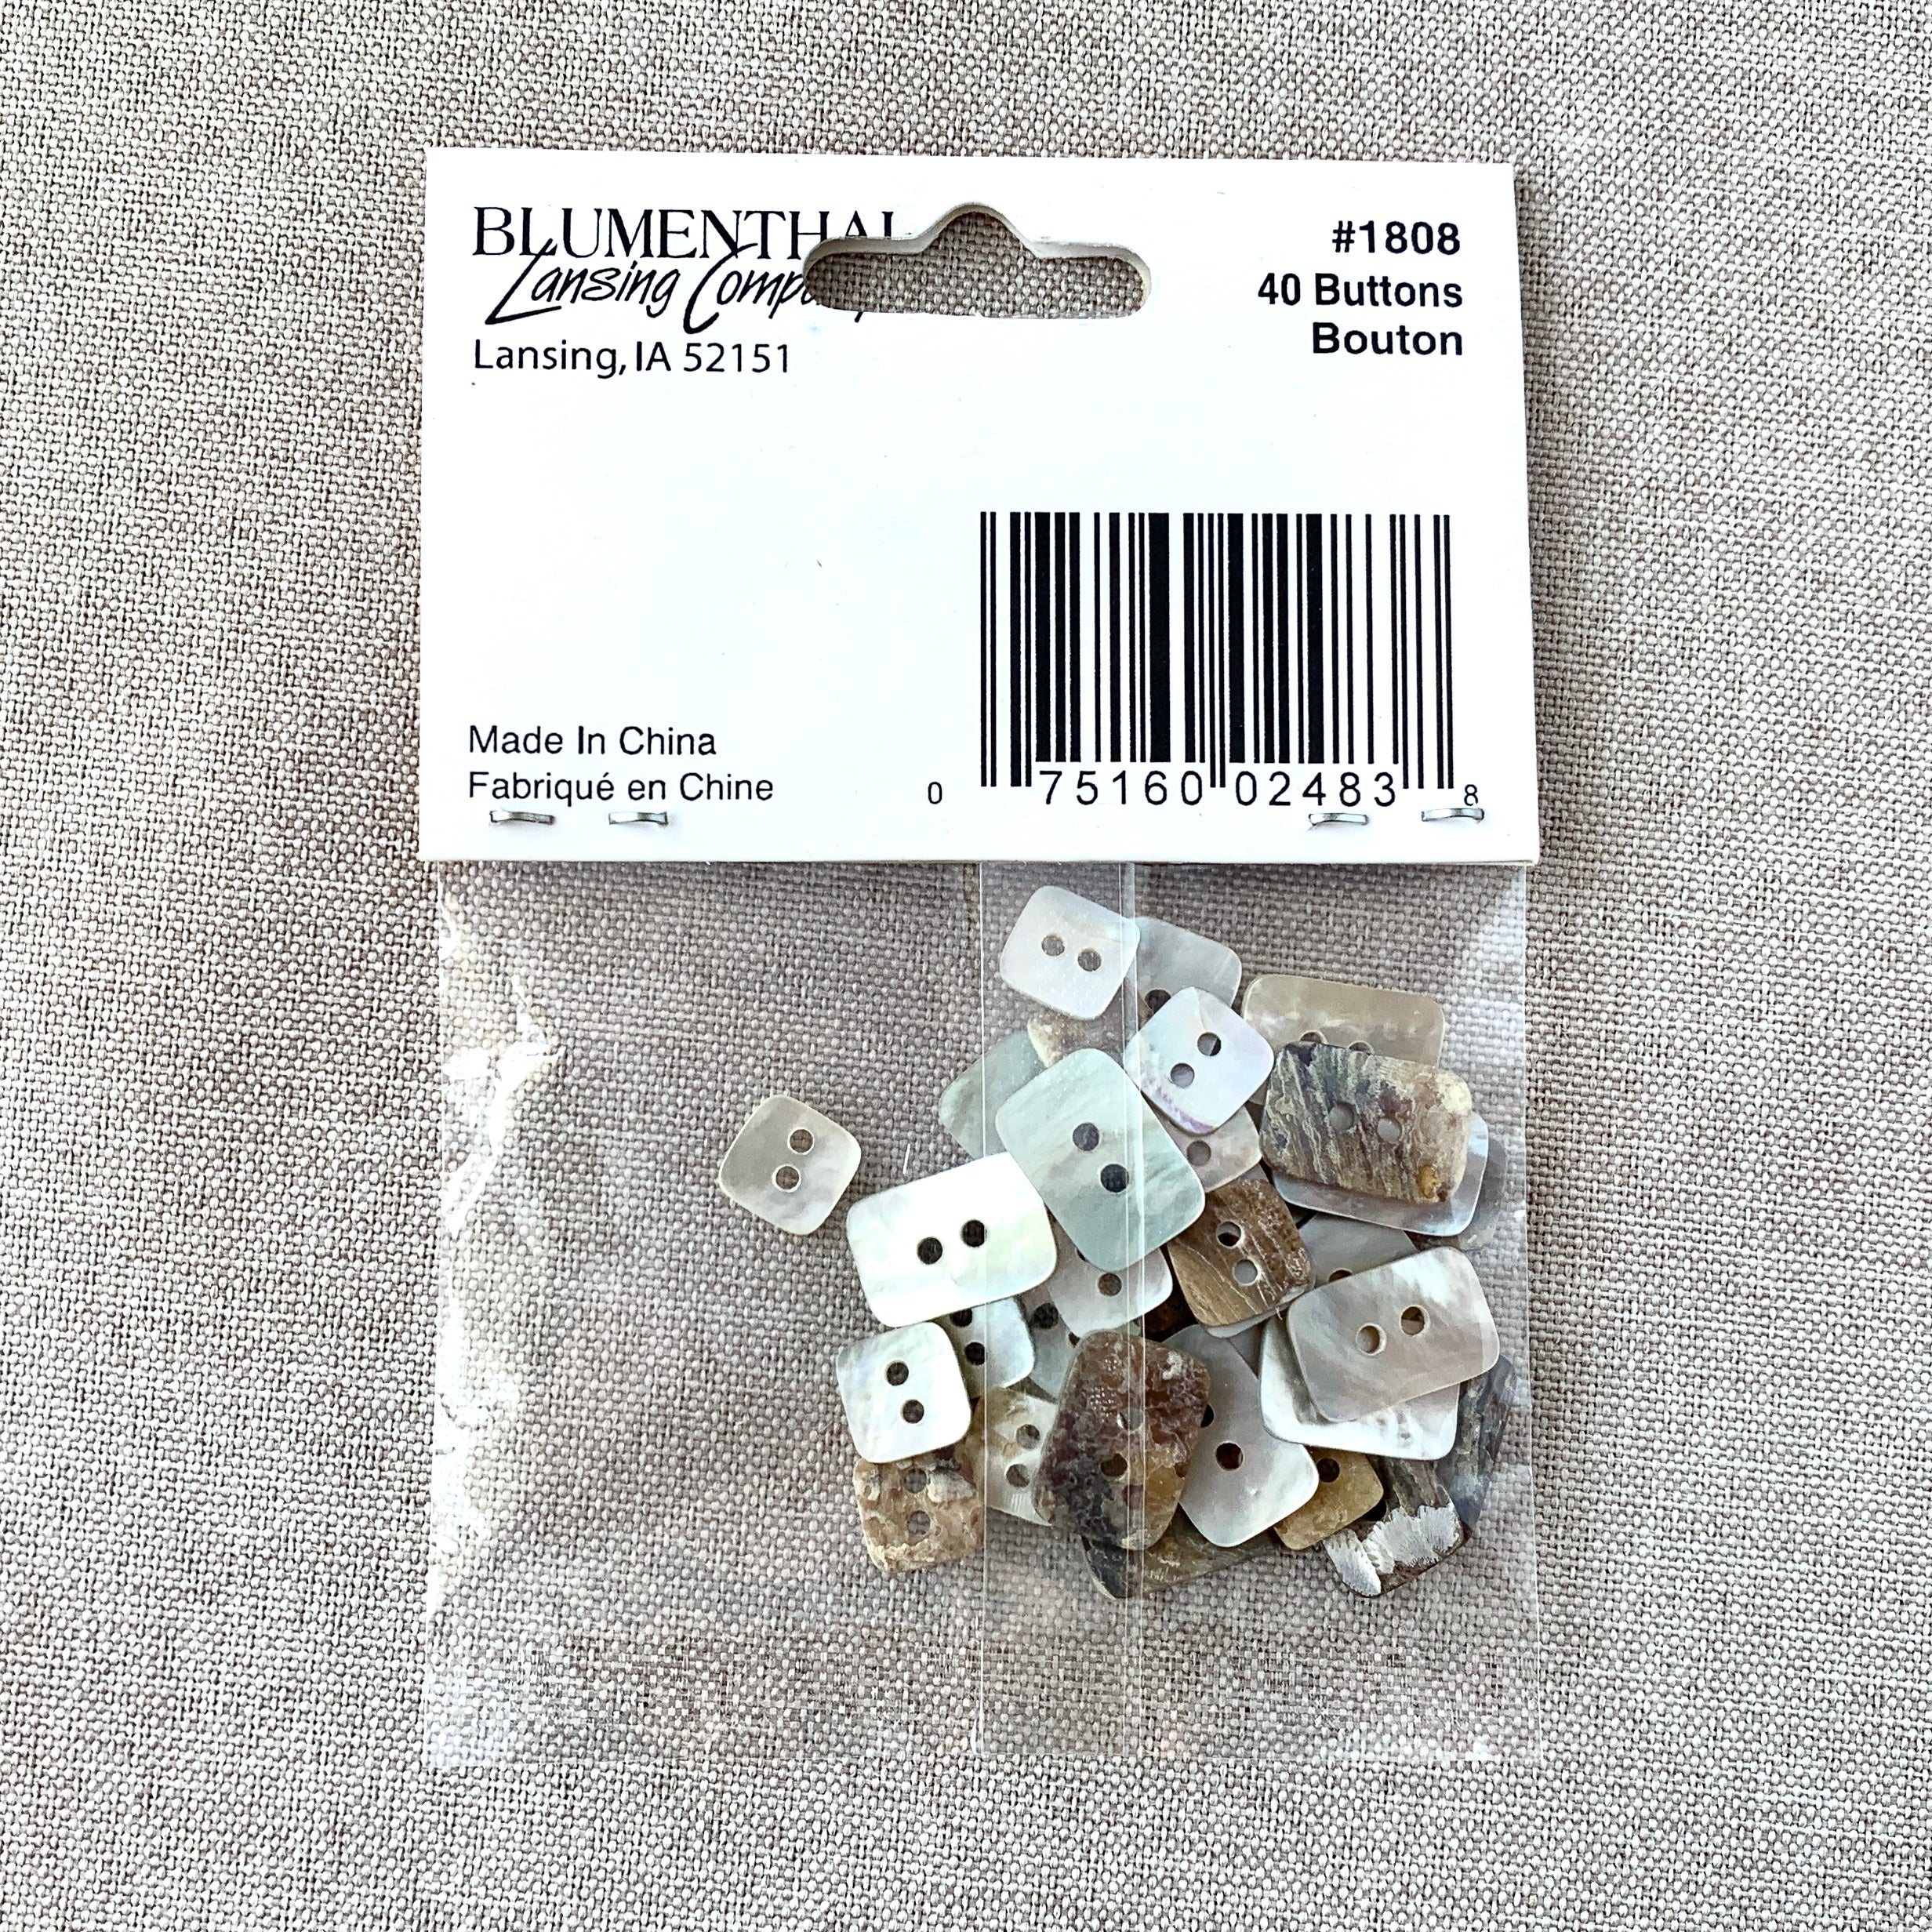 BLUMENTHAL
Lansing
Lansing, IA 52151
#1808
40 Buttons
Bouton
Made In China
Fabriqué en Chine
0 75160 02483 8